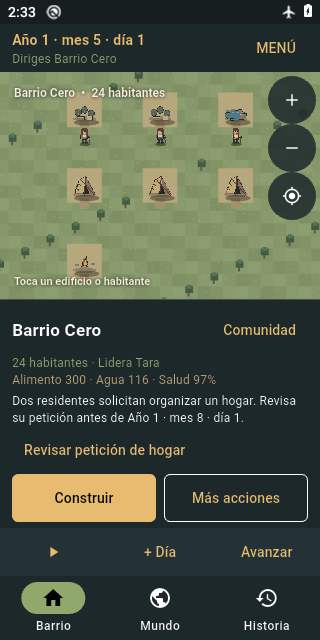 2:33
Año 1 · mes 5 · día 1
Diriges Barrio Cero
MENÚ
Barrio Cero • 24 habitantes
Toca un edificio o habitante
Barrio Cero
Comunidad
24 habitantes · Lidera Tara
Alimento 300 · Agua 116 · Salud 97%
Dos residentes solicitan organizar un hogar. Revisa
su petición antes de Año 1 · mes 8 · día 1.
Revisar petición de hogar
Construir
Más acciones
+ Día
Avanzar
Barrio
Mundo
Historia